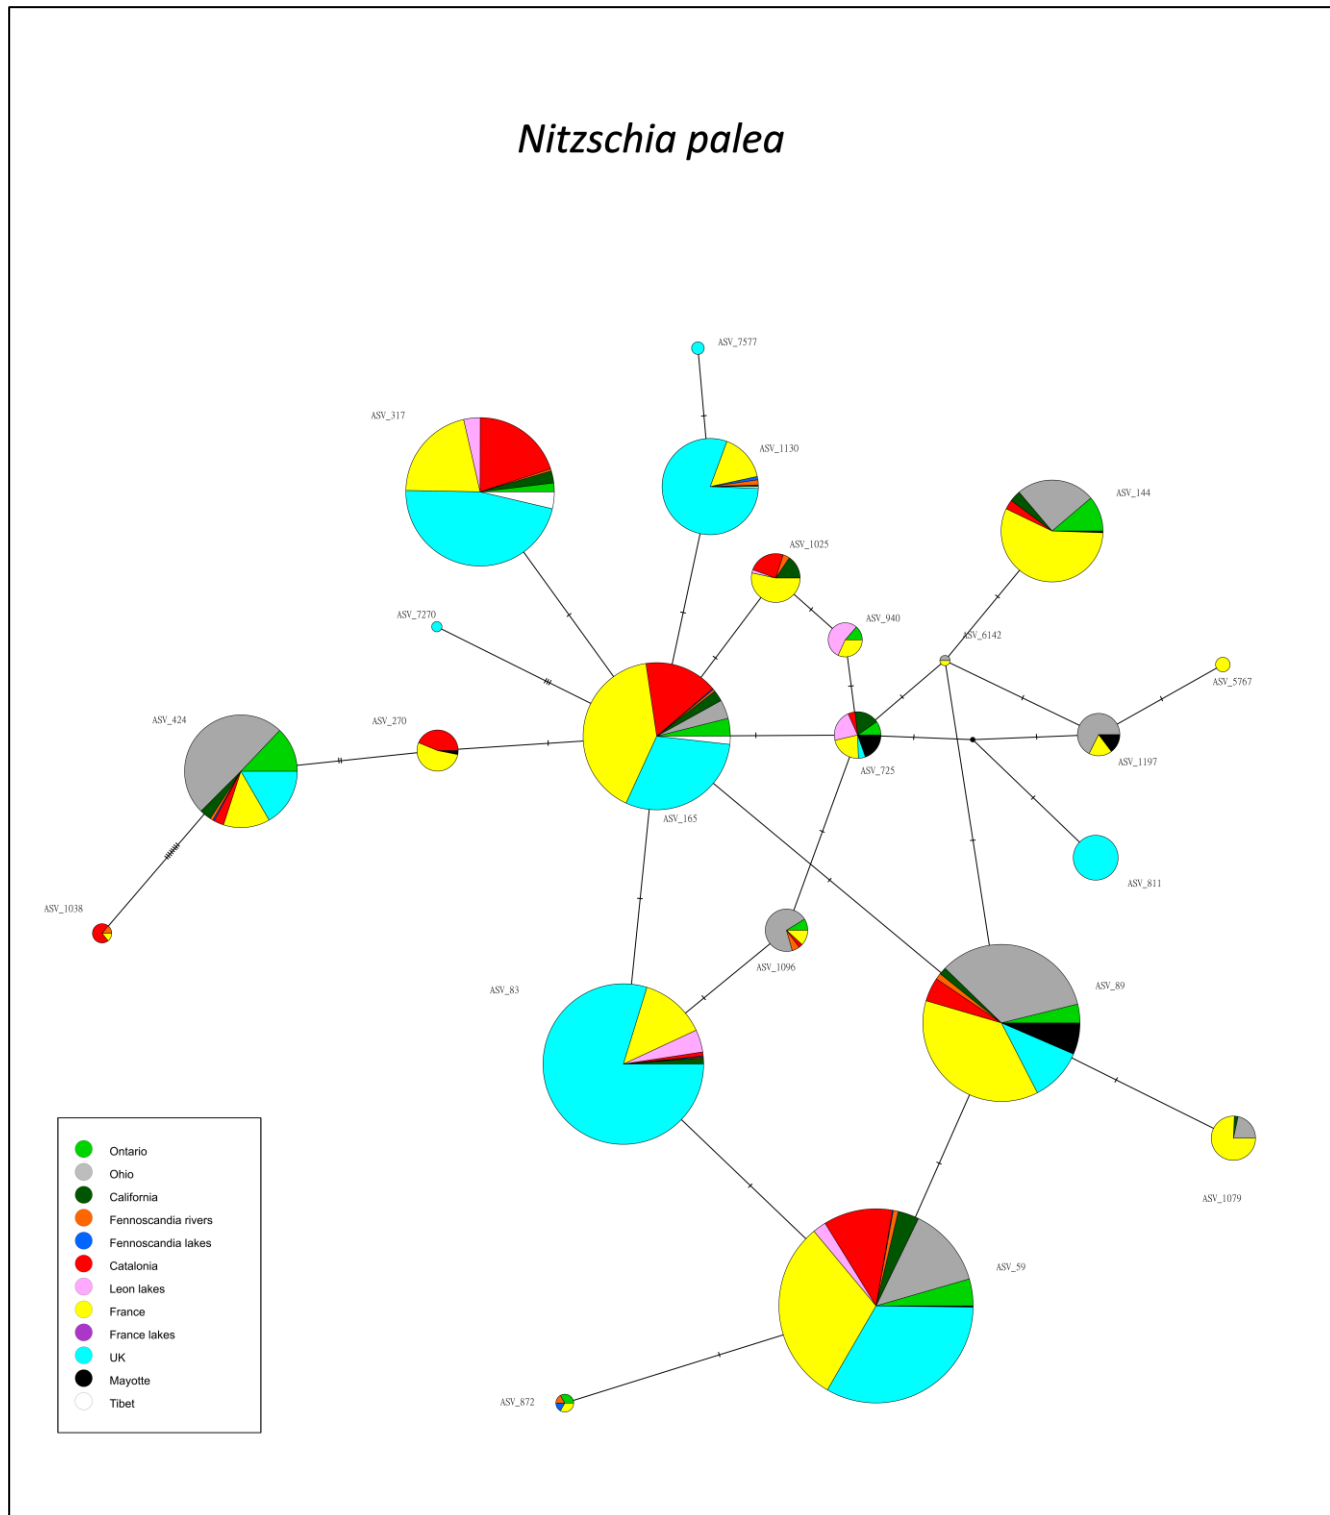 Nitzschia palea
ASV_7577
ASV_317
ASV_1130
ASV_144
ASV_1025
ASV_7270
ASV_940
ASV_6142
ASV_5767
ASV_424
ASV_270
ASV_1197
ASV_725
ASV_165
ASV_811
ASV_1038
ASV_1096
ASV_83
ASV_89
ASV_1079
ASV_59
ASV_872
Ontario
Ohio
California
Fennoscandia rivers
Fennoscandia lakes
Catalonia
Leon lakes
France
France lakes
UK
Mayotte
Tibet